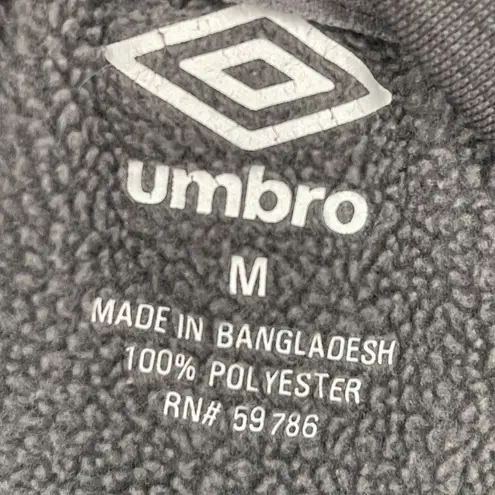 umbro
M
MADE IN BANGLADESH
100% POLYESTER
RN# 59786